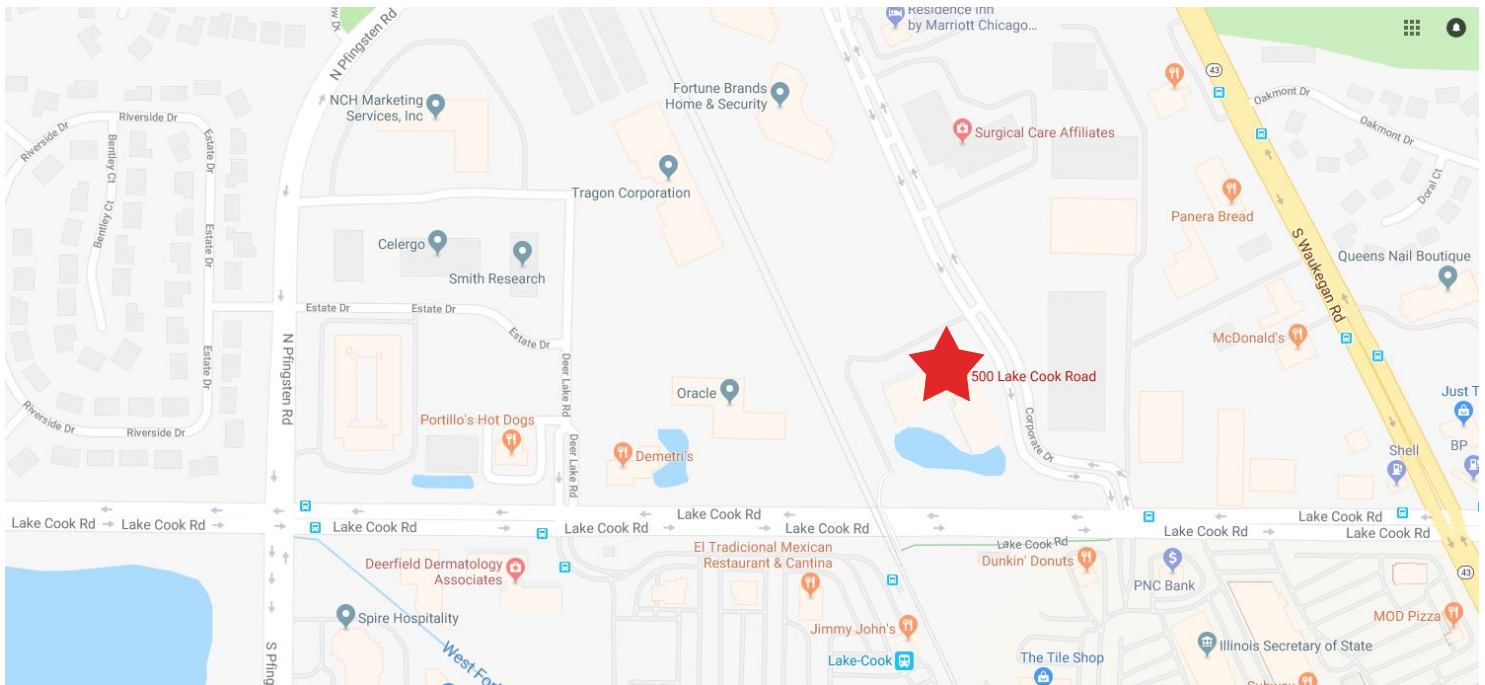 Residence Inn
by Marriott Chicago...
N Pfingsten Rd
43
NCH Marketing
Services, Inc
Fortune Brands
Home & Security
Oakmont Dr
Oakmont Dr
Riverside Dr
Riverside Dr
Bentley Ct
Estate Dr
Surgical Care Affiliates
Doral Ct
Tragon Corporation
Panera Bread
Bentley Ct
Estate Dr
Celergo
Smith Research
S Waukegan Rd
Queens Nail Boutique
Estate Dr
Estate Dr
Estate Dr
McDonald's
N Pfingsten Rd
Estate Dr
Deer Lake Rd
500 Lake Cook Road
Oracle
Just T
Riverside Dr
Riverside Dr
Portillo's Hot Dogs
Corporate Dr
Demetri's
Deer Lake Rd
Shell
BP
Lake Cook Rd
Lake Cook Rd
Lake Cook Rd
Lake Cook Rd
Lake Cook Rd
Lake Cook Rd
Lake Cook Rd
Lake Cook Rd
Lake Cook Rd
Lake Cook Rd
El Tradicional Mexican
Restaurant & Cantina
Dunkin' Donuts
Deerfield Dermatology
Associates
$
PNC Bank
43
Spire Hospitality
Jimmy John's
MOD Pizza
Illinois Secretary of State
S Pfing
West For
Lake-Cook
The Tile Shop
Subway